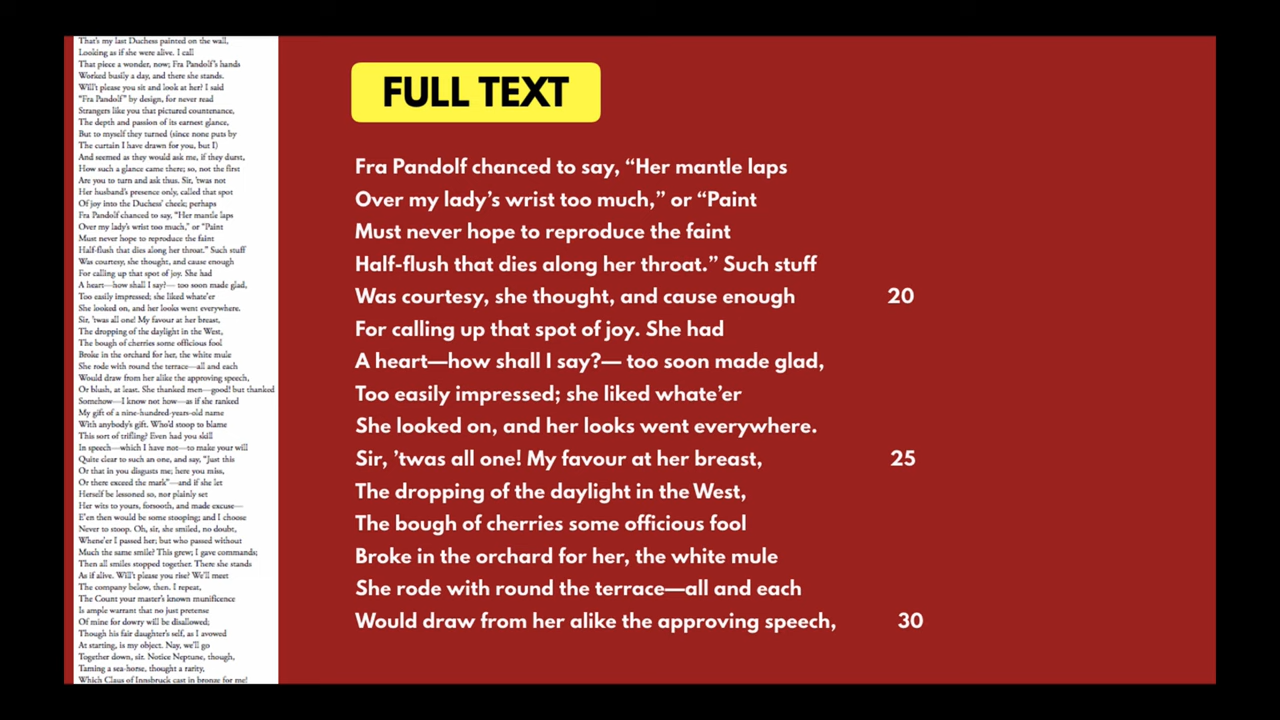 That's my last Duchess painted on the wall,
Looking as if she were alive. I call
That piece a wonder, now; Fra Pandolf's hands
Worked busily a day, and there she stands.
Will't please you sit and look at her? I said
“Fra Pandolf” by design, for never read
Strangers like you that pictured countenance,
The depth and passion of its earnest glance,
But to myself they turned (since none puts by
The curtain I have drawn for you, but I)
And seemed as they would ask me, if they durst,
How such a glance came there; so, not the first
Are you to turn and ask thus. Sir, 'twas not
Her husband's presence only, called that spot
Of joy into the Duchess' cheek; perhaps
Fra Pandolf chanced to say, “Her mantle laps
Over my lady's wrist too much,” or “Paint
Must never hope to reproduce the faint
Half-flush that dies along her throat.” Such stuff
Was courtesy, she thought, and cause enough
For calling up that spot of joy. She had
A heart—how shall I say?— too soon made glad,
Too easily impressed; she liked whate'er
She looked on, and her looks went everywhere.
Sir, 'twas all one! My favour at her breast,
The dropping of the daylight in the West,
The bough of cherries some officious fool
Broke in the orchard for her, the white mule
She rode with round the terrace—all and each
Would draw from her alike the approving speech,
Or blush, at least. She thanked men—good! but thanked
Somehow—I know not how—as if she ranked
My gift of a nine-hundred-years-old name
With anybody's gift. Who'd stoop to blame
This sort of trifling? Even had you skill
In speech—which I have not—to make your will
Quite clear to such an one, and say, “Just this
Or that in you disgusts me; here you miss,
Or there exceed the mark”—and if she let
Herself be lessoned so, nor plainly set
Her wits to yours, forsooth, and made excuse—
E'en then would be some stooping; and I choose
Never to stoop. Oh, sir, she smiled, no doubt,
Whene'er I passed her; but who passed without
Much the same smile? This grew; I gave commands;
Then all smiles stopped together. There she stands
As if alive. Will't please you rise? We'll meet
The company below, then. I repeat,
The Count your master's known munificence
Is ample warrant that no just pretense
Of mine for dowry will be disallowed;
Though his fair daughter's self, as I avowed
At starting, is my object. Nay, we'll go
Together down, sir. Notice Neptune, though,
Taming a sea-horse, thought a rarity,
Which Claus of Innsbruck cast in bronze for me!
FULL TEXT
Fra Pandolf chanced to say, “Her mantle laps
Over my lady’s wrist too much,” or “Paint
Must never hope to reproduce the faint
Half-flush that dies along her throat.” Such stuff
Was courtesy, she thought, and cause enough 20
For calling up that spot of joy. She had
A heart—how shall I say?— too soon made glad,
Too easily impressed; she liked whate’er
She looked on, and her looks went everywhere.
Sir, ’twas all one! My favour at her breast, 25
The dropping of the daylight in the West,
The bough of cherries some officious fool
Broke in the orchard for her, the white mule
She rode with round the terrace—all and each
Would draw from her alike the approving speech, 30